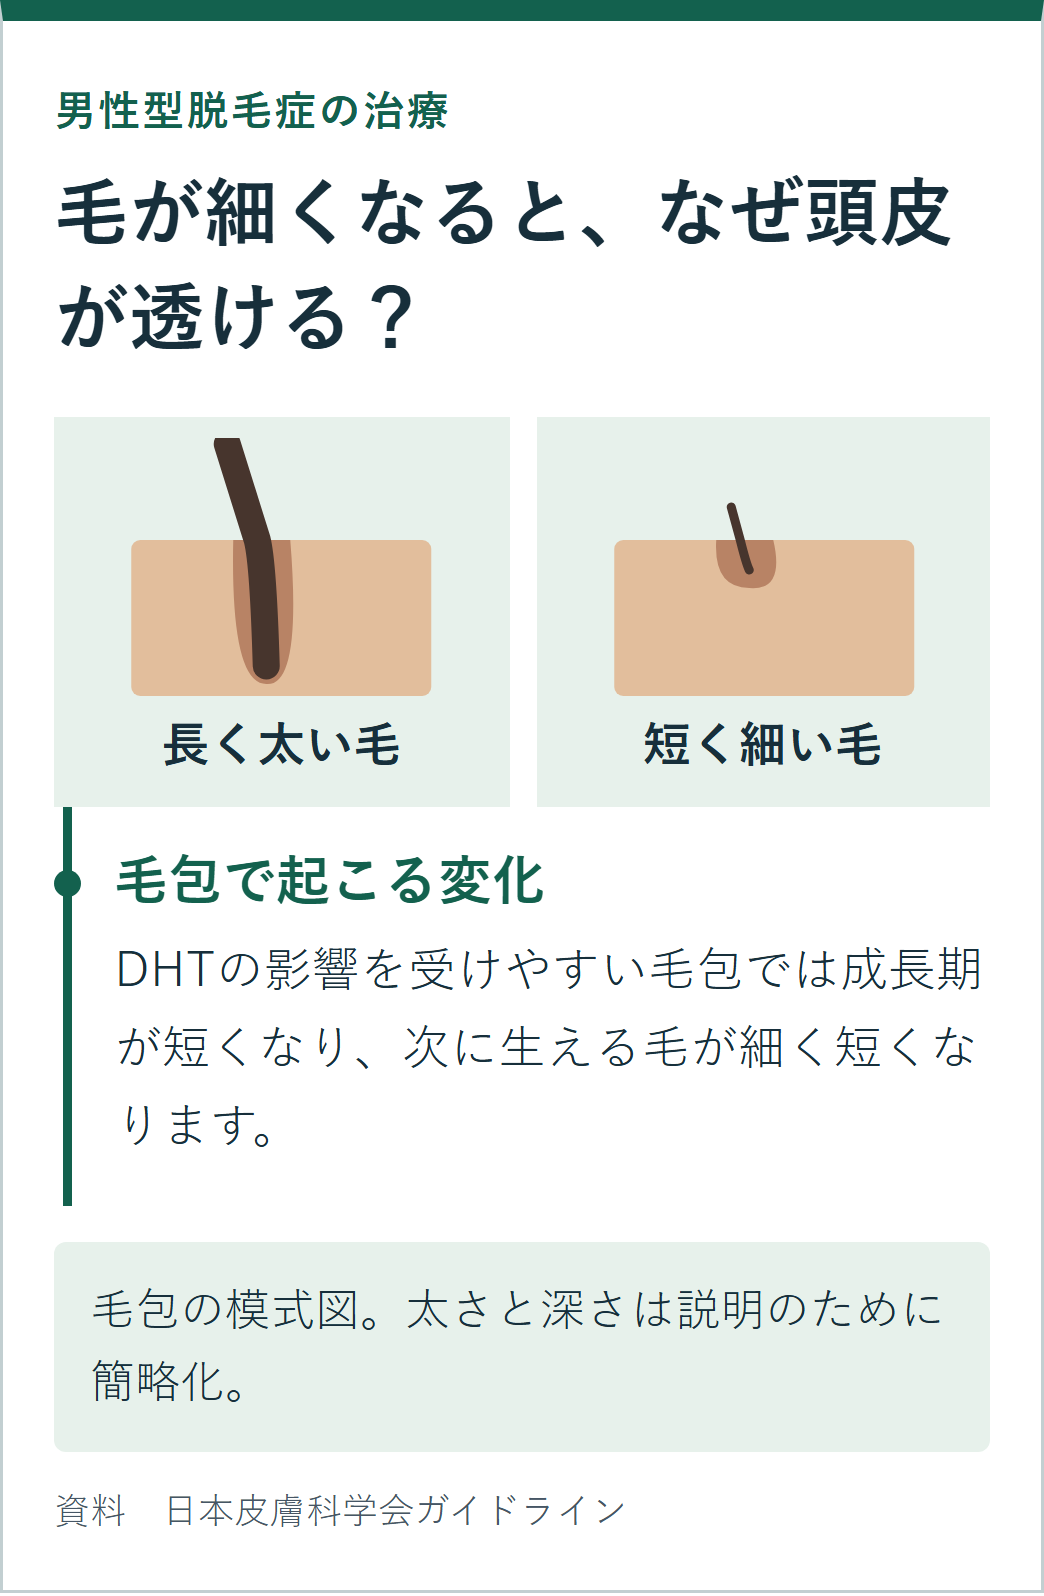 男性型脱毛症の治療
毛が細くなると、なぜ頭皮
が透ける？
長く太い毛
短く細い毛
毛包で起こる変化
DHTの影響を受けやすい毛包では成長期
が短くなり、次に生える毛が細く短くな
ります。
毛包の模式図。太さと深さは説明のために
簡略化。
資料　日本皮膚科学会ガイドライン